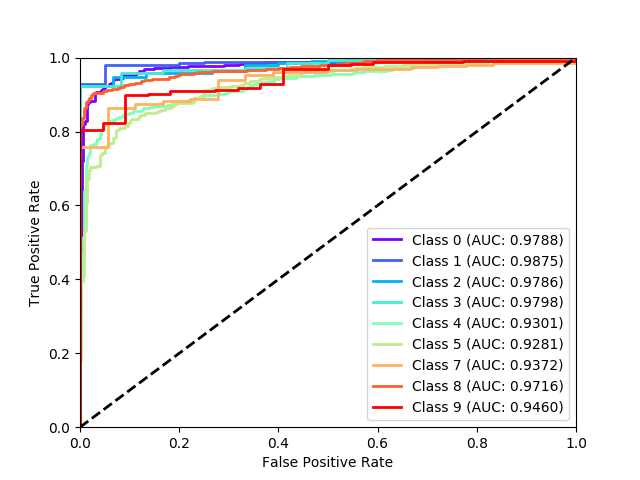 1.0
0.8
0.6
0.4
0.2
0.0
True Positive Rate
Class 0 (AUC: 0.9788)
Class 1 (AUC: 0.9875)
Class 2 (AUC: 0.9786)
Class 3 (AUC: 0.9798)
Class 4 (AUC: 0.9301)
Class 5 (AUC: 0.9281)
Class 7 (AUC: 0.9372)
Class 8 (AUC: 0.9716)
Class 9 (AUC: 0.9460)
0.0 0.2 0.4 0.6 0.8 1.0
False Positive Rate